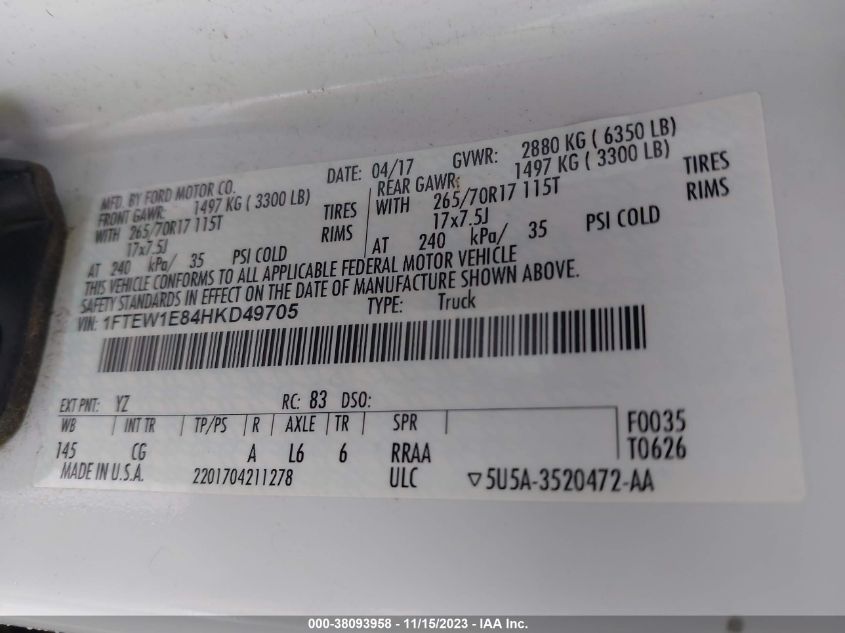 MFD. BY FORD MOTOR CO.
DATE: 04/17 GVWR: 2880 KG ( 6350 LB)
FRONT GAWR: 1497 KG ( 3300 LB) REAR GAWR: 1497 KG ( 3300 LB)
WITH 265/70R17 115T TIRES WITH 265/70R17 115T TIRES
17x7.5J RIMS 17x7.5J RIMS
AT 240 kPa/ 35 PSI COLD AT 240 kPa/ 35 PSI COLD
THIS VEHICLE CONFORMS TO ALL APPLICABLE FEDERAL MOTOR VEHICLE
SAFETY STANDARDS IN EFFECT ON THE DATE OF MANUFACTURE SHOWN ABOVE.
VIN: 1FTEW1E84HKD49705 TYPE: Truck
EXT PNT: YZ RC: 83 DSO:
WB INT TR TP/PS R AXLE TR SPR F0035
145 CG A L6 6 RRAA T0626
MADE IN U.S.A. 2201704211278 ULC ▽5U5A-3520472-AA
000-38093958 - 11/15/2023 - IAA Inc.